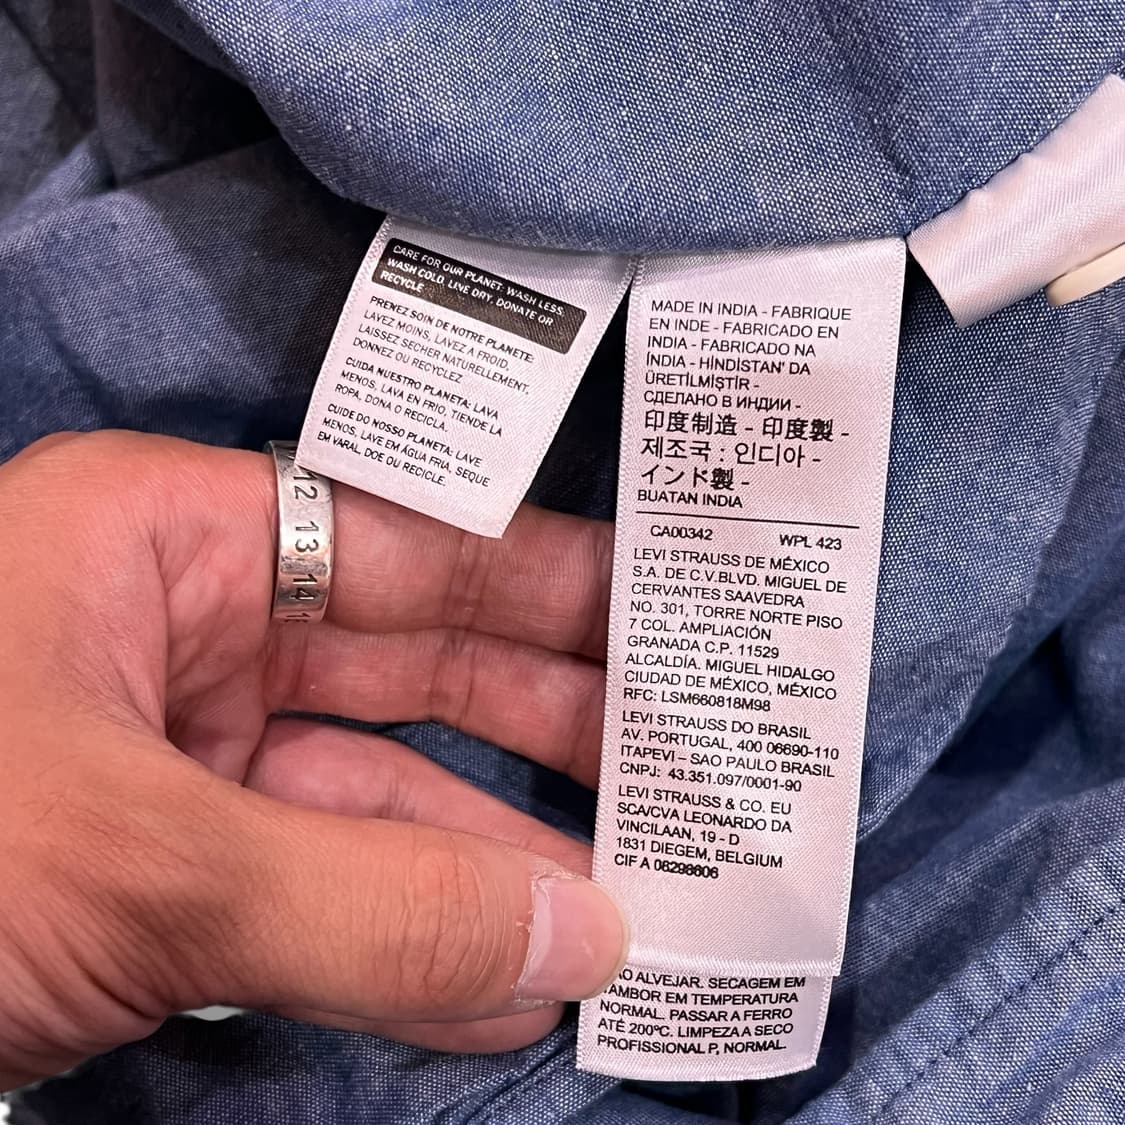 CARE FOR OUR PLANET: WASH LESS,
WASH COLD, LINE DRY, DONATE OR
RECYCLE
PRENEZ SOIN DE NOTRE PLANETE:
LAVEZ MOINS, LAVEZ A FROID,
LAISSEZ SECHER NATURELLEMENT,
DONNEZ OU RECYCLEZ
CUIDA NUESTRO PLANETA: LAVA
MENOS, LAVA EN FRIO, TIENDE LA
ROPA, DONA O RECICLA.
CUIDE DO NOSSO PLANETA: LAVE
MENOS, LAVE EM ÁGUA FRIA, SEQUE
EM VARAL, DOE OU RECICLE.
MADE IN INDIA - FABRIQUE
EN INDE - FABRICADO EN
INDIA - FABRICADO NA
ÍNDIA - HİNDİSTAN' DA
ÜRETİLMİŞTİR -
СДЕЛАНО В ИНДИИ -
印度制造 - 印度製 -
제조국 : 인디아 -
インド製 -
BUATAN INDIA
CA00342 WPL 423
LEVI STRAUSS DE MÉXICO
S.A. DE C.V.BLVD. MIGUEL DE
CERVANTES SAAVEDRA
NO. 301, TORRE NORTE PISO
7 COL. AMPLIACIÓN
GRANADA C.P. 11529
ALCALDÍA. MIGUEL HIDALGO
CIUDAD DE MÉXICO, MÉXICO
RFC: LSM660818M98
LEVI STRAUSS DO BRASIL
AV. PORTUGAL, 400 06690-110
ITAPEVI – SAO PAULO BRASIL
CNPJ: 43.351.097/0001-90
LEVI STRAUSS & CO. EU
SCA/CVA LEONARDO DA
VINCILAAN, 19 - D
1831 DIEGEM, BELGIUM
CIF A 08298606
ALVEJAR. SECAGEM EM
TAMBOR EM TEMPERATURA
NORMAL. PASSAR A FERRO
ATÉ 200ºC. LIMPEZA A SECO
PROFISSIONAL P, NORMAL.
12 13 14